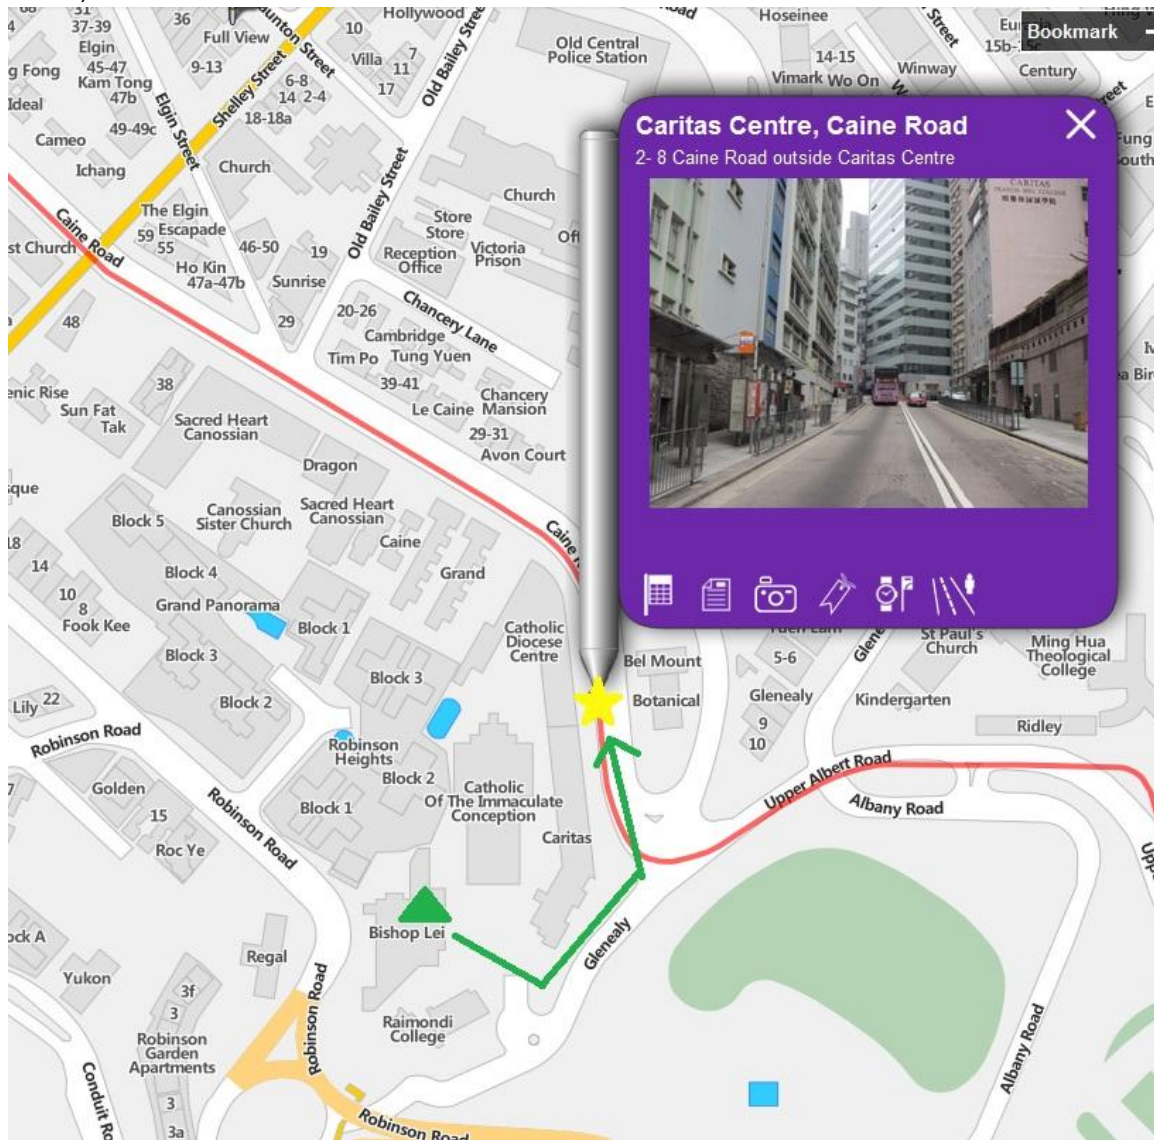 36
37-39
Elgin
45-47
Kam Tong
47b
49-49c
Cameo
Ichang
Ideal
g Fong
Full View
9-13
Shelley Street
Elgin Street
Hollywood
10
Villa
7
11
17
6-8
14 2-4
18-18a
Church
Old Bailey Street
Old Bailey Street
Old Central
Police Station
Road
Hoseinee
14-15
Vimark
Wo On
Winway
Street
Century
Bookmark
Caritas Centre, Caine Road
2- 8 Caine Road outside Caritas Centre
CARITAS
The Elgin
Escapade
59
55
46-50
19
Ho Kin
47a-47b
Sunrise
29
Caine Road
st Church
48
Church
Store
Store
Reception
Office
Victoria
Prison
Chancery Lane
20-26
Cambridge
Tim Po
Tung Yuen
39-41
Le Caine
Chancery
Mansion
29-31
Avon Court
enic Rise
Sun Fat
Tak
38
Sacred Heart
Canossian
Dragon
Sacred Heart
Canossian
Canossian
Sister Church
Caine
Grand
sque
18
14
10
8
Fook Kee
Block 5
Block 4
Grand Panorama
Block 1
Block 3
Block 2
Block 3
Catholic
Diocese
Centre
Bel Mount
Botanical
5-6
Glenealy
9
10
St Paul's
Church
Kindergarten
Ming Hua
Theological
College
Ridley
Lily
22
Robinson Road
Robinson
Heights
Block 2
Block 1
Catholic
Of The Immaculate
Conception
Caritas
Upper Albert Road
Albany Road
Golden
15
Roc Ye
Robinson Road
Bishop Lei
Glenealy
Regal
ock A
Yukon
3f
3
Robinson
Garden
Apartments
3
3a
Robinson Road
Raimondi
College
Conduit
Robinson Road
Albany Road